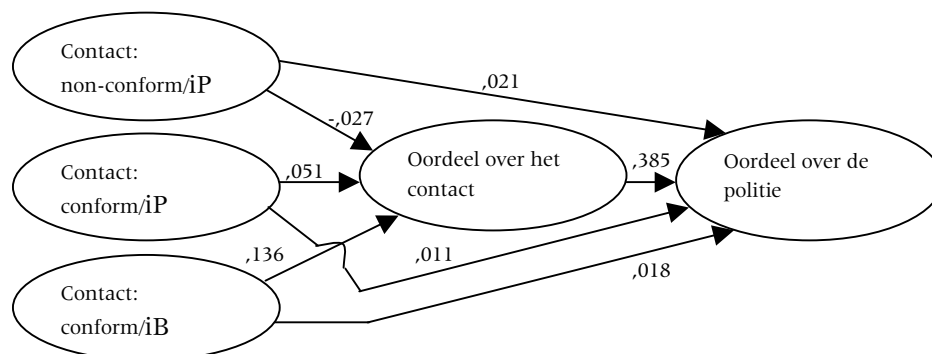 Contact:
non-conform/iP
,021
-,027
Contact:
conform/iP
,051
Oordeel over het
contact
,385
Oordeel over de
politie
,136
,011
,018
Contact:
conform/iB